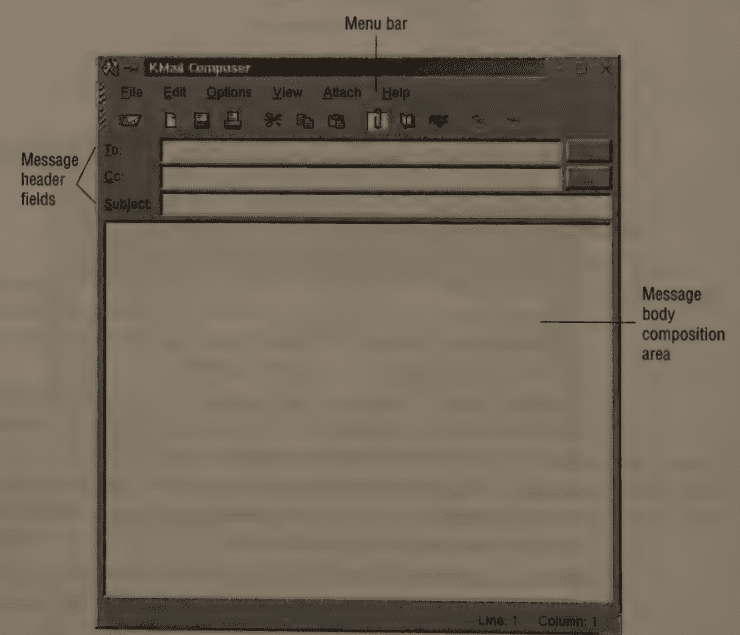 Menu bar
KMail Composer
File Edit Options View Attach Help
To: ...
Cc: ...
Subject:
Message
header
fields
Message
body
composition
area
Line: 1 Column: 1